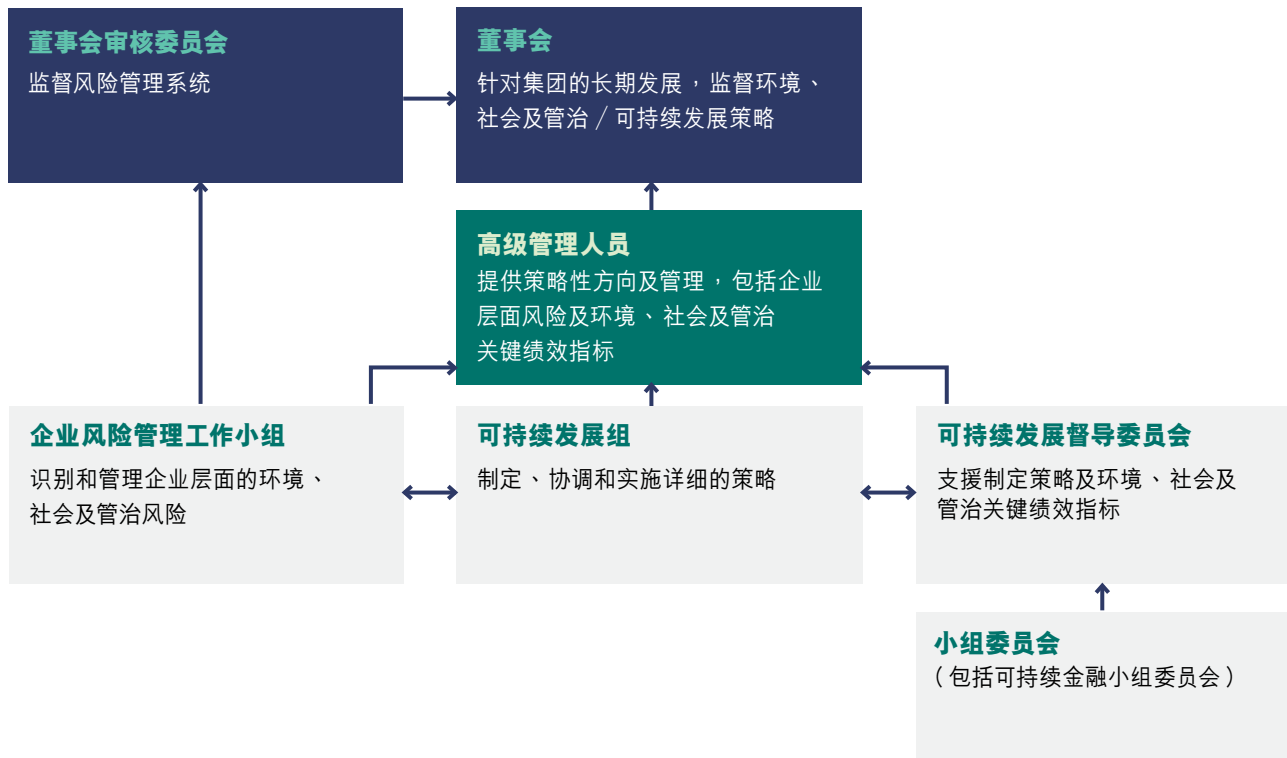 董事会审核委员会
监督风险管理系统
董事会
针对集团的长期发展，监督环境、
社会及管治／可持续发展策略
高级管理人员
提供策略性方向及管理，包括企业
层面风险及环境、社会及管治
关键绩效指标
企业风险管理工作小组
识别和管理企业层面的环境、
社会及管治风险
可持续发展组
制定、协调和实施详细的策略
可持续发展督导委员会
支援制定策略及环境、社会及
管治关键绩效指标
小组委员会
（包括可持续金融小组委员会）